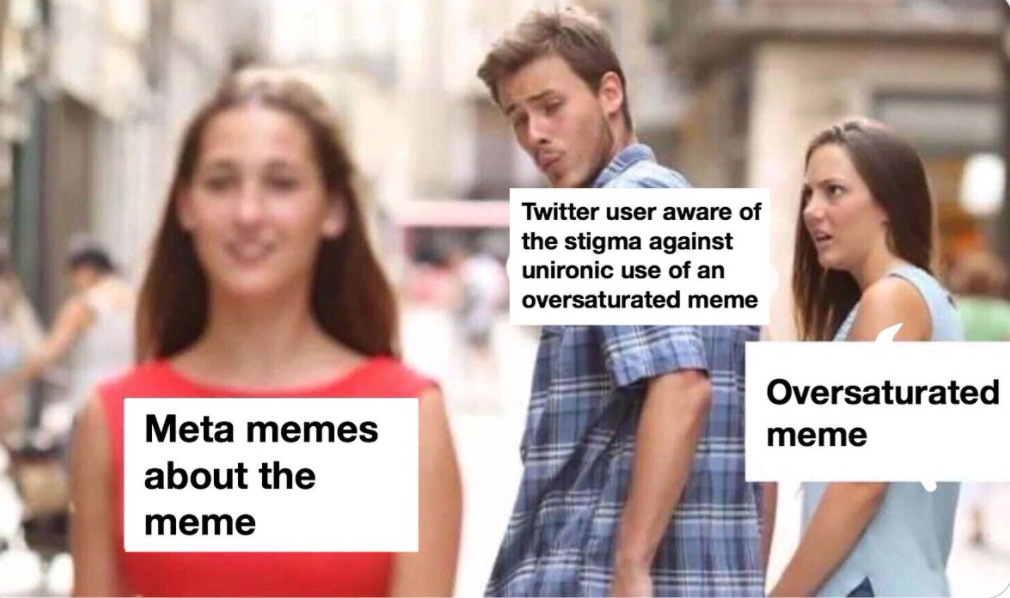 Twitter user aware of
the stigma against
unironic use of an
oversaturated meme
Oversaturated
meme
Meta memes
about the
meme